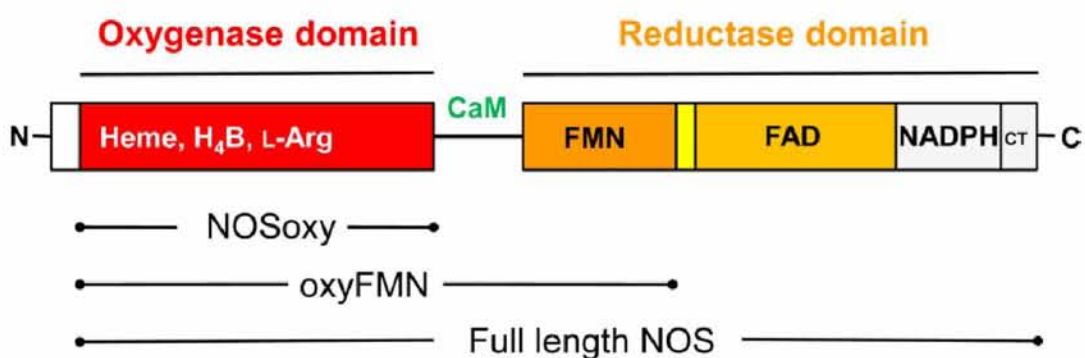 Oxygenase domain Reductase domain
CaM
N Heme, H₄B, L-Arg FMN FAD NADPH CT C
NOSoxy
oxyFMN
Full length NOS